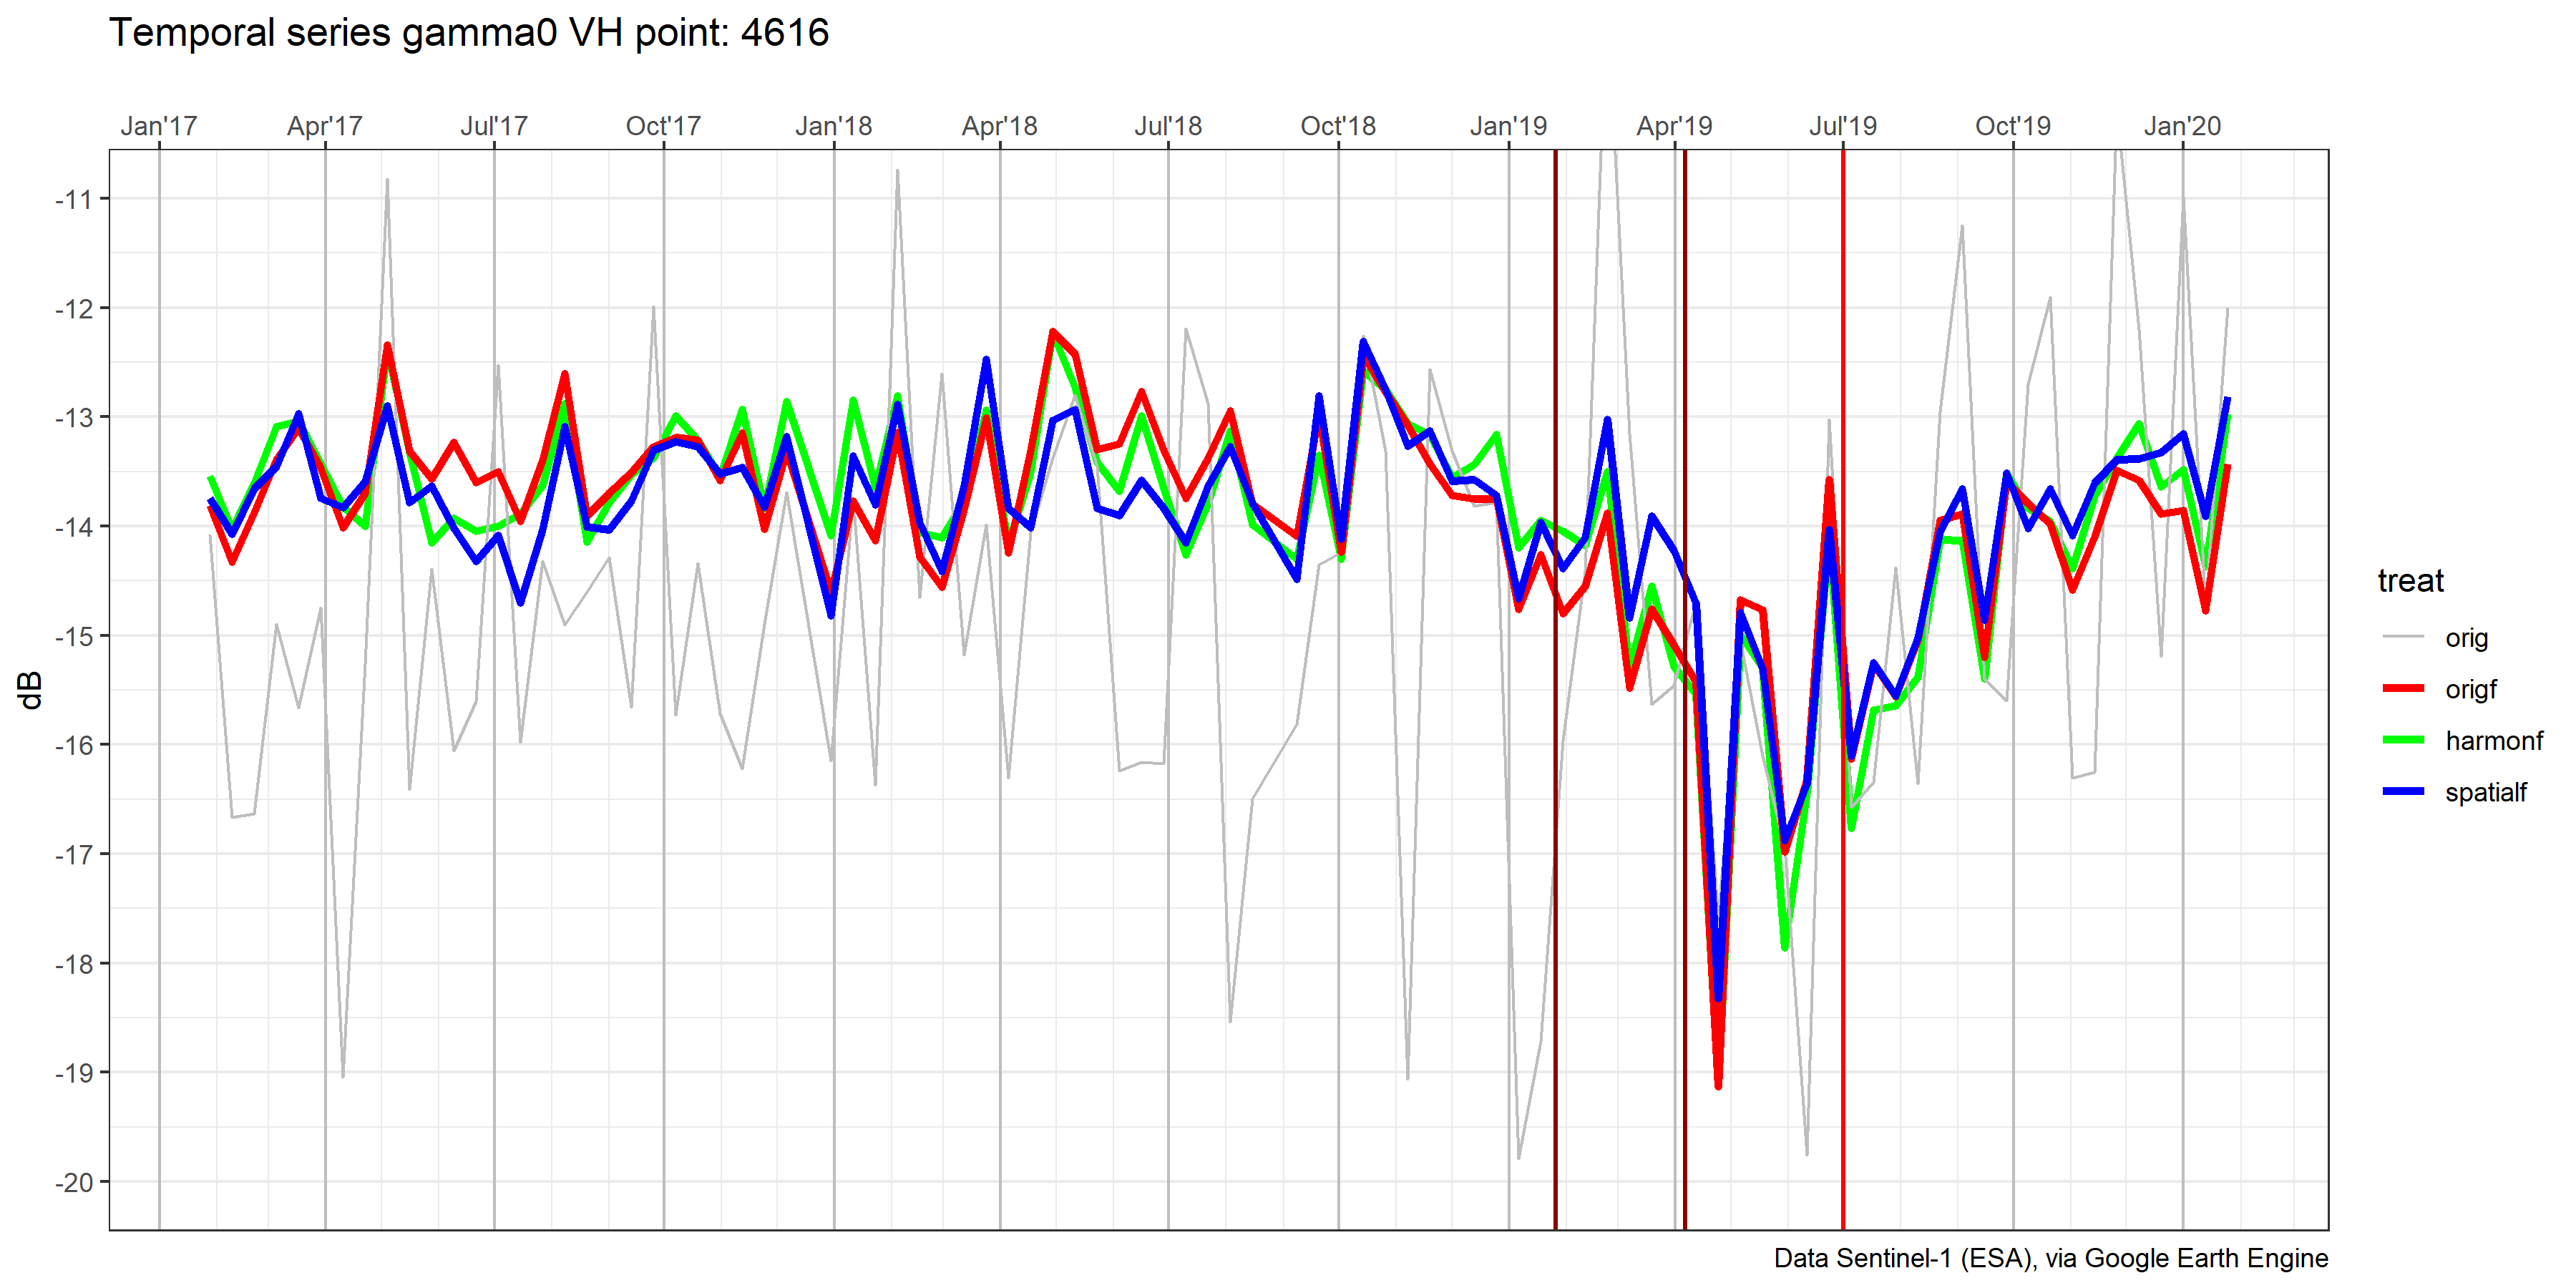 Temporal series gamma0 VH point: 4616
Jan'17 Apr'17 Jul'17 Oct'17 Jan'18 Apr'18 Jul'18 Oct'18 Jan'19 Apr'19 Jul'19 Oct'19 Jan'20
-11
-12
-13
-14
-15
-16
-17
-18
-19
-20
dB
treat
orig
origf
harmonf
spatialf
Data Sentinel-1 (ESA), via Google Earth Engine